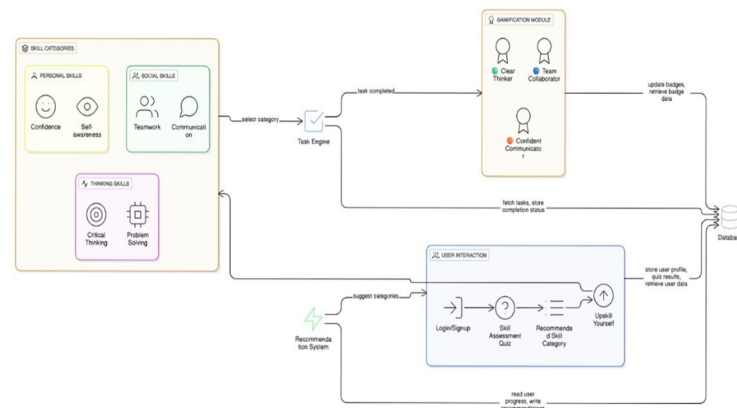 SKILL CATEGORIES
PERSONAL SKILLS
Confidence
Self-
awareness
SOCIAL SKILLS
Teamwork
Communicati
on
THINKING SKILLS
Critical
Thinking
Problem
Solving
select category
Task Engine
task completed
GAMIFICATION MODULE
Clear
Thinker
Team
Collaborator
Confident
Communicato
r
update badges,
retrieve badge
data
fetch tasks, store
completion status
Databa
USER INTERACTION
Login/Signup
Skill
Assessment
Quiz
Recommende
d Skill
Category
Upskill
Yourself
store user profile,
quiz results,
retrieve user data
suggest categories
Recommenda
tion System
read user
progress, write
recommendations